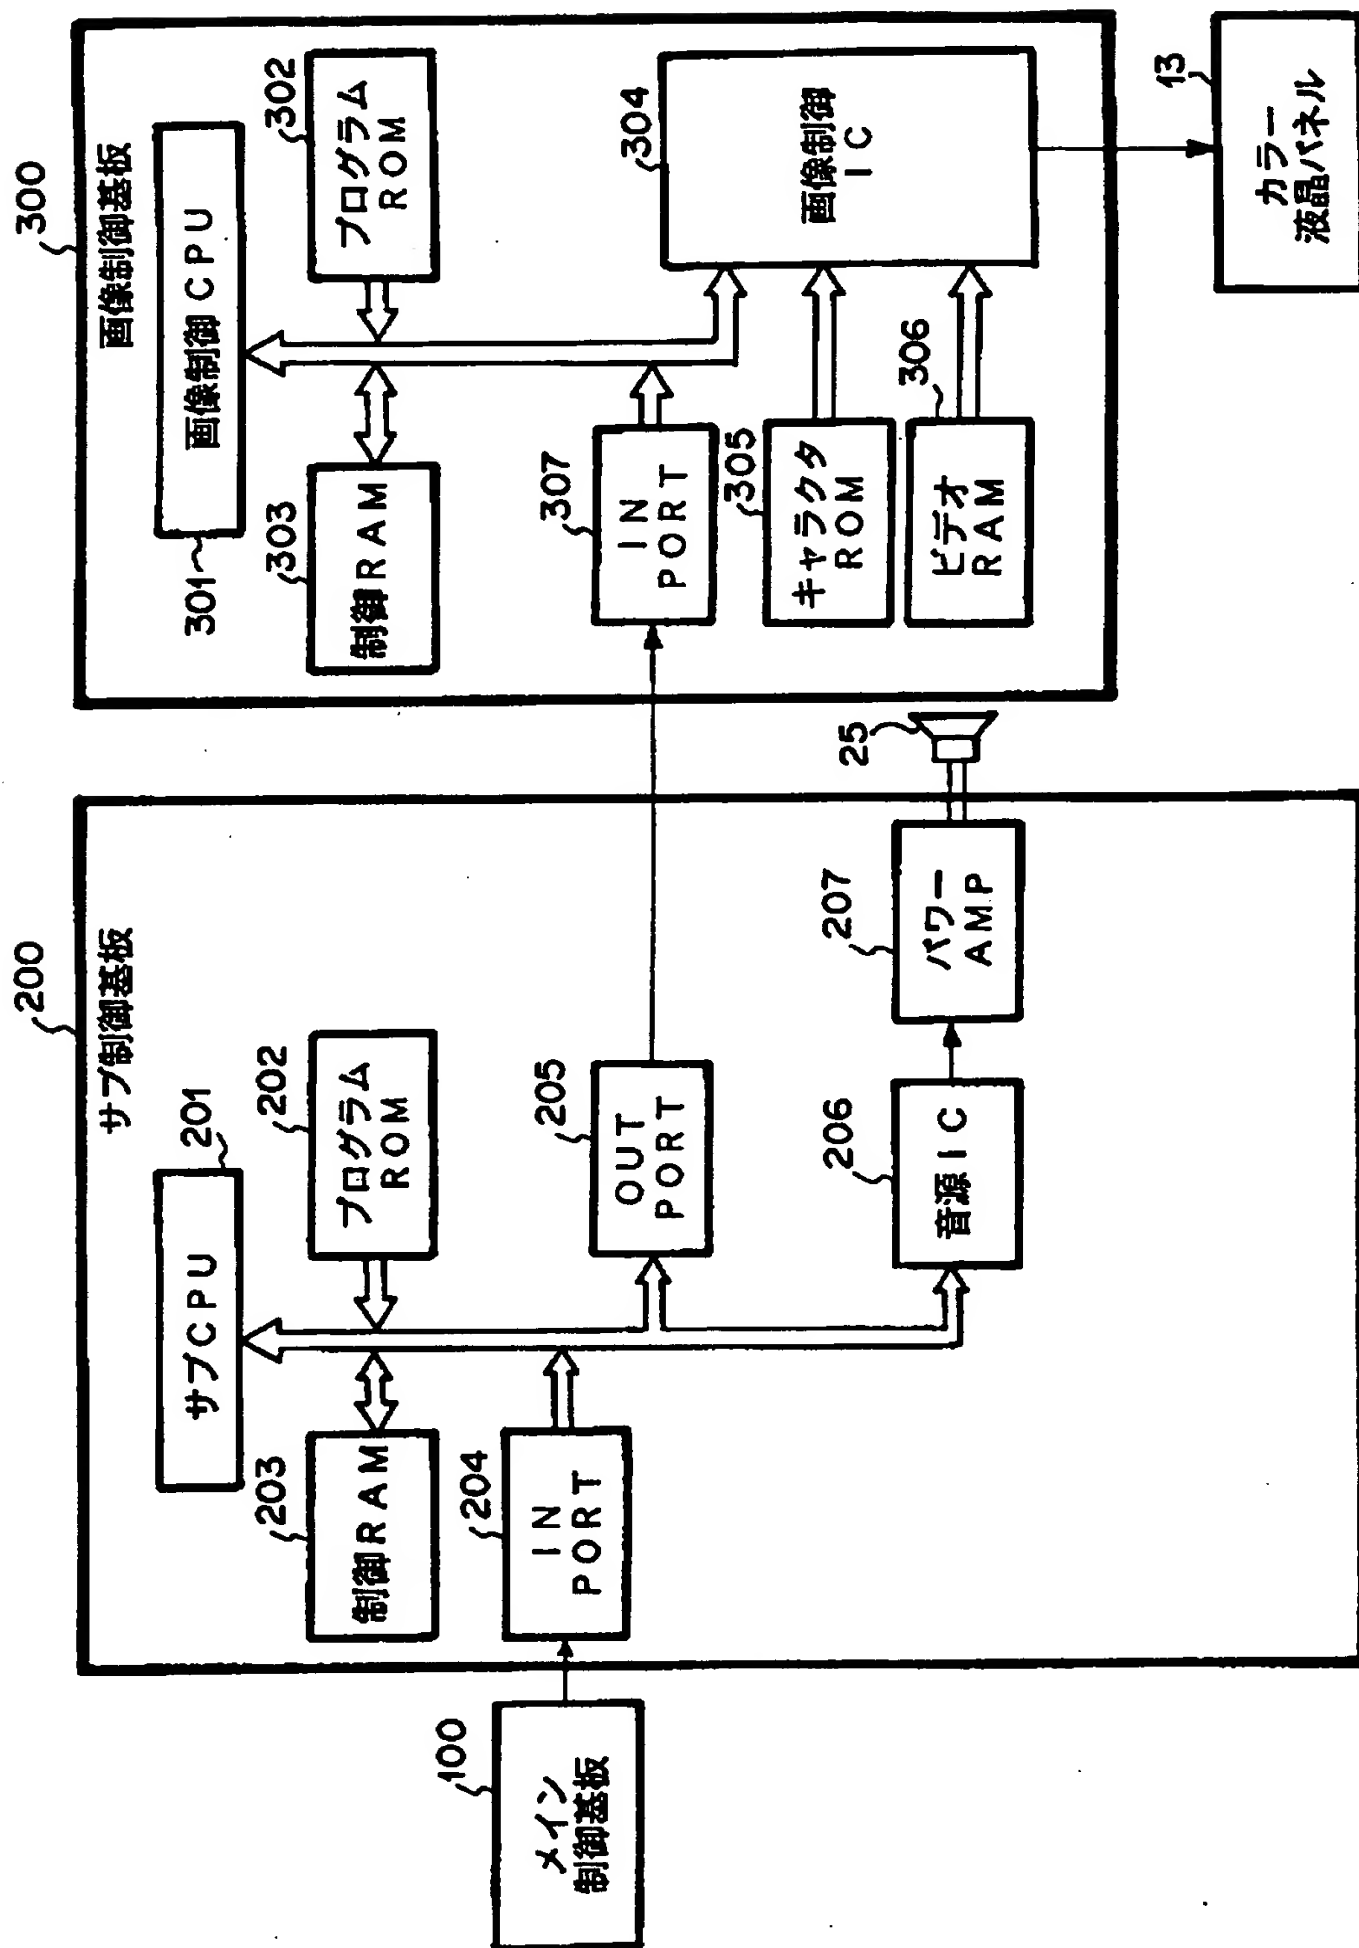 100
メイン
制御基板
200
サブ制御基板
サブCPU
201
プログラム
ROM
202
制御RAM
203
IN
PORT
204
OUT
PORT
205
音源IC
206
パワー
AMP
207
25
300
画像制御基板
画像制御CPU
301
プログラム
ROM
302
制御RAM
303
画像制御
IC
304
キャラクタ
ROM
305
ビデオ
RAM
306
IN
PORT
307
カラー
液晶パネル
13